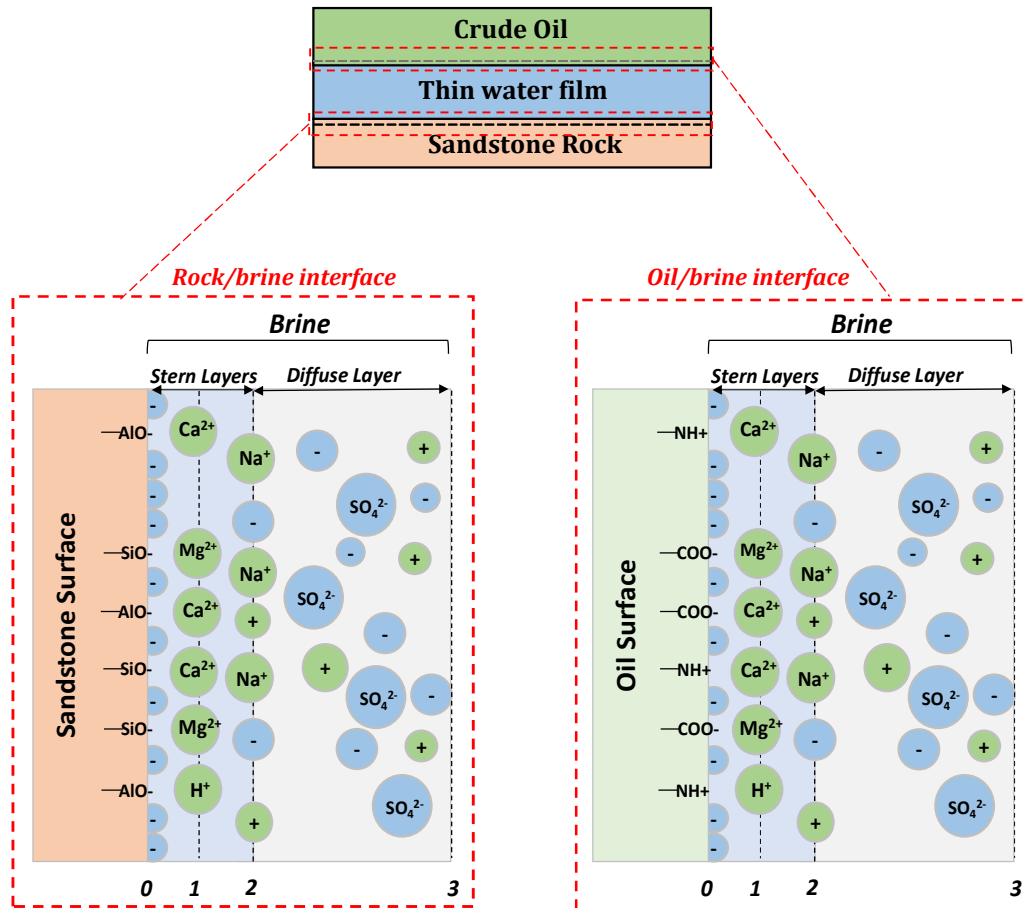 Crude Oil
Thin water film
Sandstone Rock
Rock/brine interface
Brine
Stern Layers
Diffuse Layer
Sandstone Surface
AlO-
SiO-
AlO-
SiO-
SiO-
AlO-
-
-
-
-
-
-
-
-
-
-
-
Ca²⁺
Mg²⁺
Ca²⁺
Ca²⁺
Mg²⁺
H⁺
Na⁺
-
Na⁺
+
Na⁺
-
+
-
+
SO₄²⁻
-
-
+
SO₄²⁻
-
+
SO₄²⁻
-
-
+
SO₄²⁻
0
1
2
3
Oil/brine interface
Brine
Stern Layers
Diffuse Layer
Oil Surface
NH+
COO-
COO-
NH+
COO-
NH+
-
-
-
-
-
-
-
-
-
-
-
Ca²⁺
Mg²⁺
Ca²⁺
Ca²⁺
Mg²⁺
H⁺
Na⁺
-
Na⁺
+
Na⁺
-
+
-
+
SO₄²⁻
-
-
+
SO₄²⁻
-
+
SO₄²⁻
-
-
+
SO₄²⁻
0
1
2
3